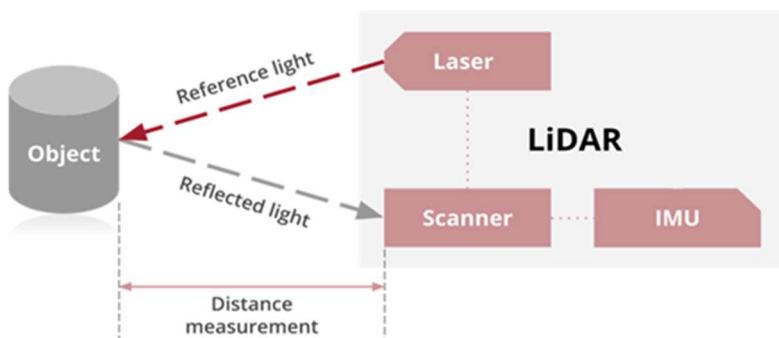 Reference light
Laser
Object
LiDAR
Reflected light
Scanner
IMU
Distance
measurement